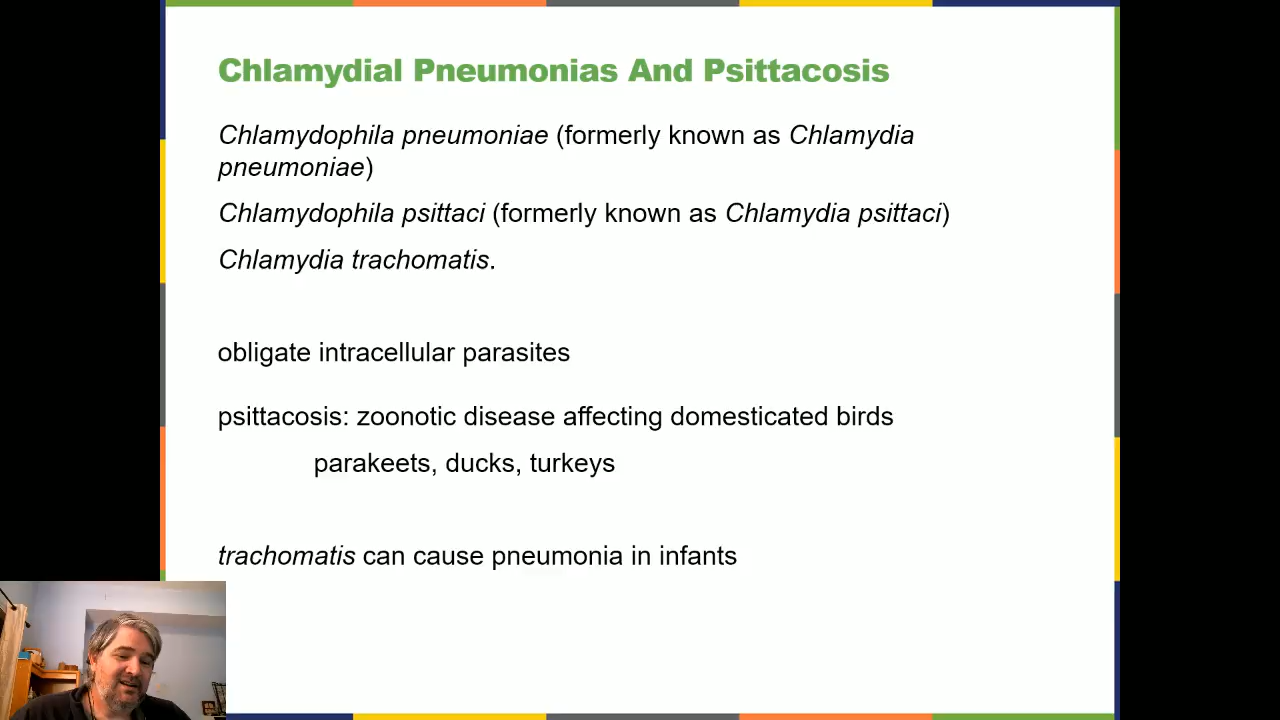 Chlamydial Pneumonias And Psittacosis
Chlamydophila pneumoniae (formerly known as Chlamydia
pneumoniae)
Chlamydophila psittaci (formerly known as Chlamydia psittaci)
Chlamydia trachomatis.
obligate intracellular parasites
psittacosis: zoonotic disease affecting domesticated birds
parakeets, ducks, turkeys
trachomatis can cause pneumonia in infants